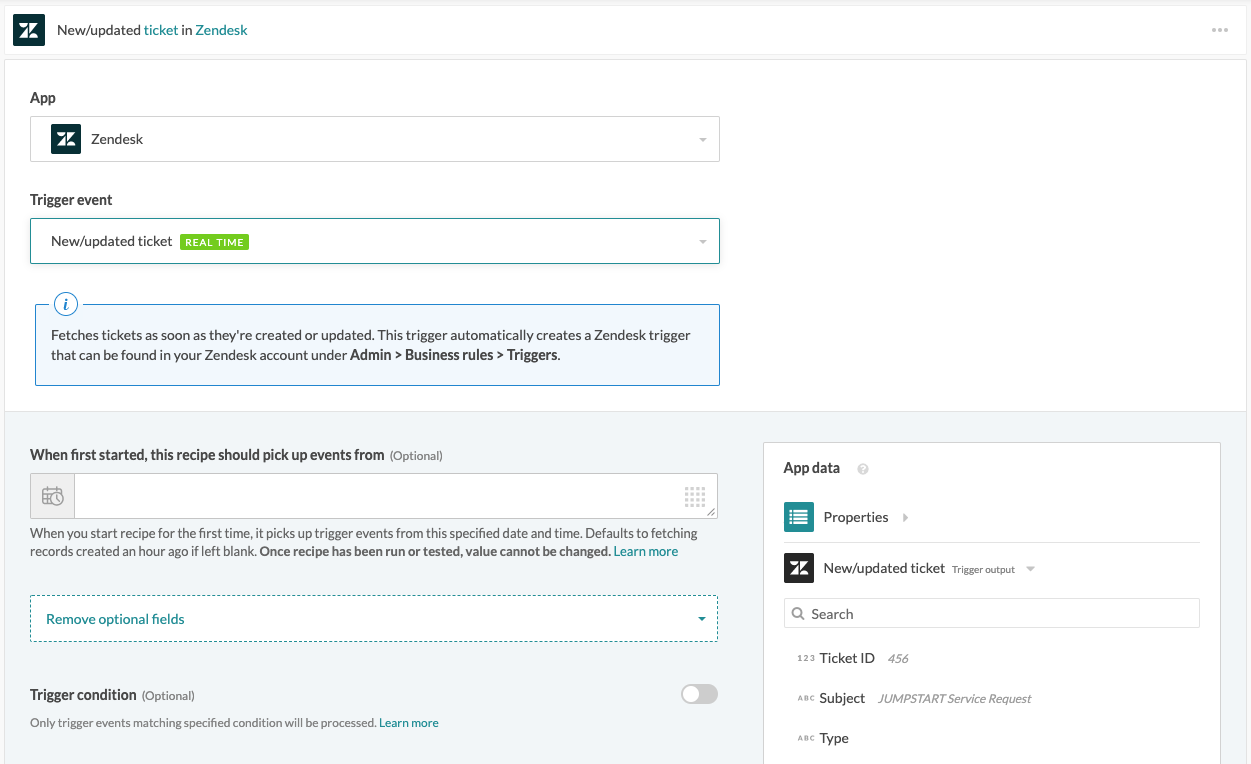 New/updated ticket in Zendesk
App
Zendesk
Trigger event
New/updated ticket REAL TIME
i
Fetches tickets as soon as they're created or updated. This trigger automatically creates a Zendesk trigger
that can be found in your Zendesk account under Admin > Business rules > Triggers.
When first started, this recipe should pick up events from (Optional)
When you start recipe for the first time, it picks up trigger events from this specified date and time. Defaults to fetching
records created an hour ago if left blank. Once recipe has been run or tested, value cannot be changed. Learn more
Remove optional fields
Trigger condition (Optional)
Only trigger events matching specified condition will be processed. Learn more
App data ?
Properties
New/updated ticket Trigger output
Search
123 Ticket ID 456
ABC Subject JUMPSTART Service Request
ABC Type